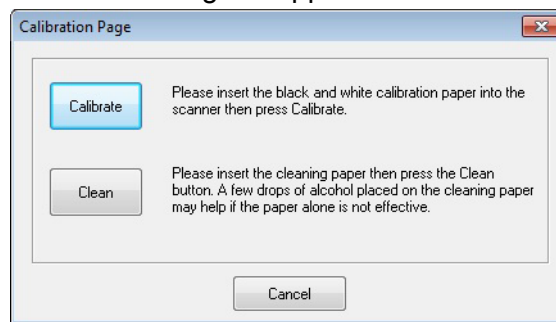 Calibration Page
Calibrate
Please insert the black and white calibration paper into the
scanner then press Calibrate.
Clean
Please insert the cleaning paper then press the Clean
button. A few drops of alcohol placed on the cleaning paper
may help if the paper alone is not effective.
Cancel